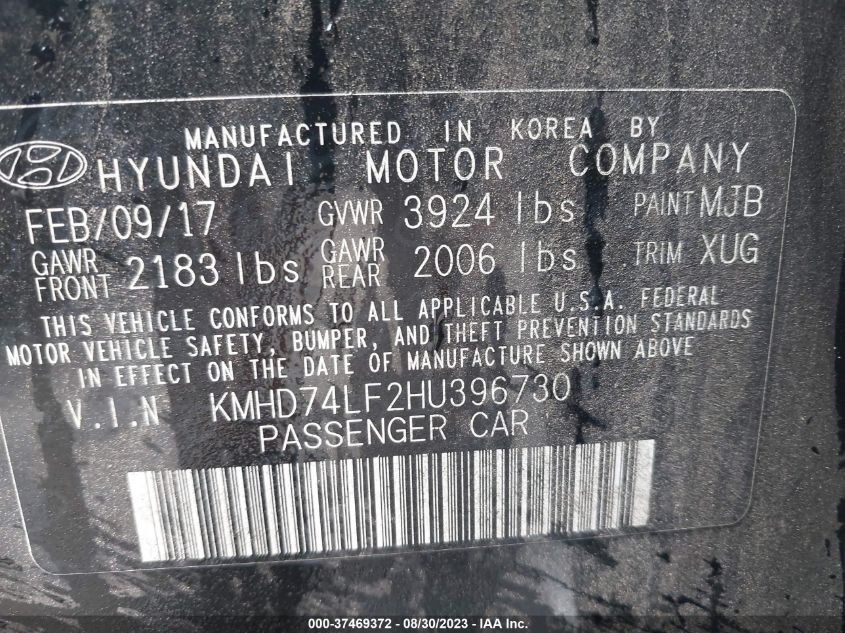 MANUFACTURED IN KOREA BY
HYUNDAI MOTOR COMPANY
FEB/09/17 GVWR 3924 lbs PAINT MJB
GAWR FRONT 2183 lbs GAWR REAR 2006 lbs TRIM XUG
THIS VEHICLE CONFORMS TO ALL APPLICABLE U.S.A. FEDERAL
MOTOR VEHICLE SAFETY, BUMPER, AND THEFT PREVENTION STANDARDS
IN EFFECT ON THE DATE OF MANUFACTURE SHOWN ABOVE
V.I.N KMHD74LF2HU396730
PASSENGER CAR
000-37469372 - 08/30/2023 - IAA Inc.